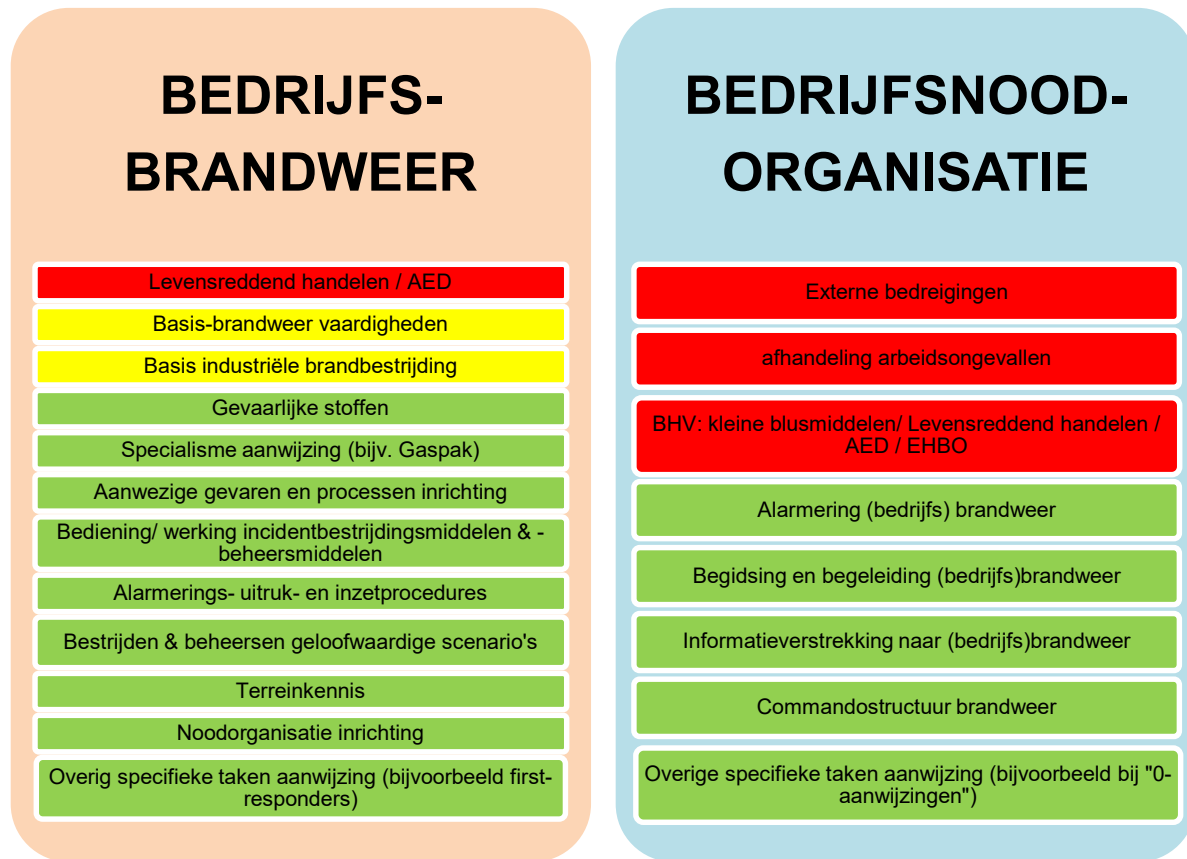 BEDRIJFS-
BRANDWEER
Levensreddend handelen / AED
Basis-brandweer vaardigheden
Basis industriële brandbestrijding
Gevaarlijke stoffen
Specialisme aanwijzing (bijv. Gaspak)
Aanwezige gevaren en processen inrichting
Bediening/ werking incidentbestrijdingsmiddelen & -
beheersmiddelen
Alarmerings- uitruk- en inzetprocedures
Bestrijden & beheersen geloofwaardige scenario's
Terreinkennis
Noodorganisatie inrichting
Overig specifieke taken aanwijzing (bijvoorbeeld first-
responders)
BEDRIJFSNOOD-
ORGANISATIE
Externe bedreigingen
afhandeling arbeidsongevallen
BHV: kleine blusmiddelen/ Levensreddend handelen /
AED / EHBO
Alarmering (bedrijfs) brandweer
Begidsing en begeleiding (bedrijfs)brandweer
Informatieverstrekking naar (bedrijfs)brandweer
Commandostructuur brandweer
Overige specifieke taken aanwijzing (bijvoorbeeld bij "0-
aanwijzingen")